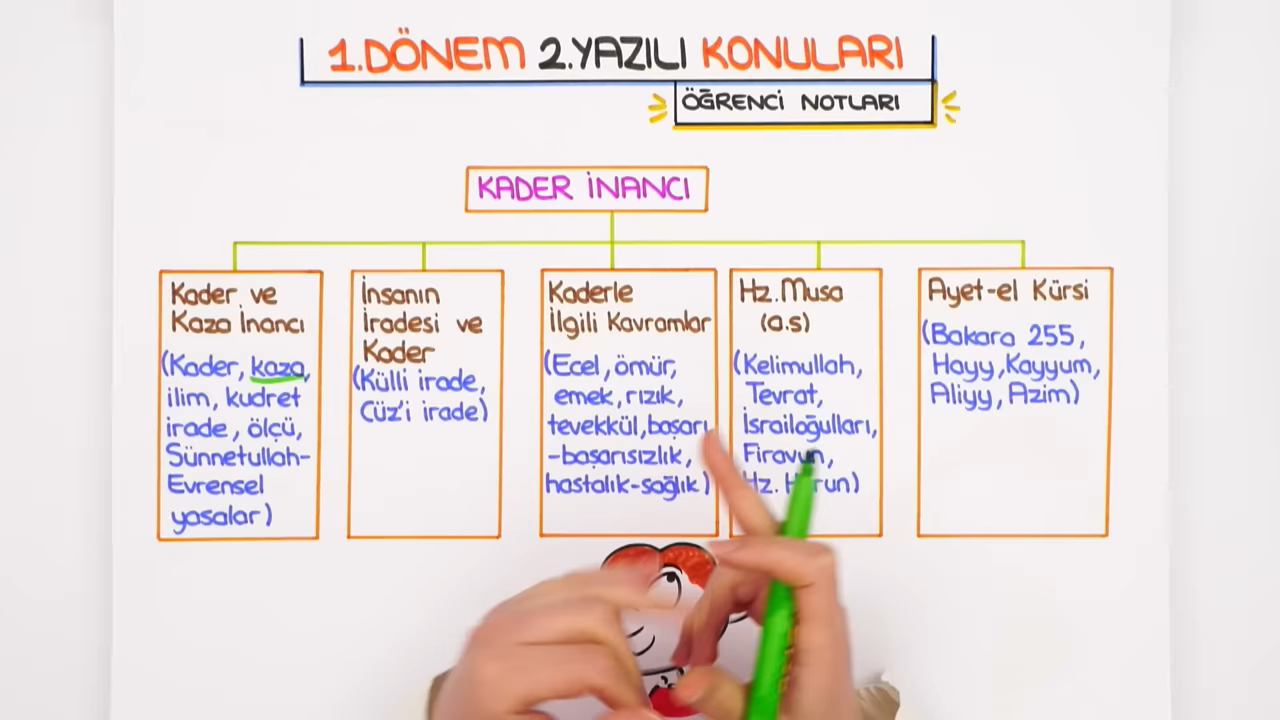 1.DÖNEM 2.YAZILI KONULARI
ÖĞRENCİ NOTLARI
KADER İNANCI
Kader ve
Kaza İnancı
(Kader, kaza,
ilim, kudret
irade, ölçü,
Sünnetullah-
Evrensel
yasalar)
İnsanın
İradesi ve
Kader
(Külli irade,
Cüz'i irade)
Kaderle
İlgili Kavramlar
(Ecel, ömür,
emek, rızık,
tevekkül, başarı
-başarısızlık,
hastalık-sağlık)
Hz. Musa
(a.s)
(Kelimullah,
Tevrat,
İsrailoğulları,
Firavun,
Hz. Harun)
Ayet-el Kürsi
(Bakara 255,
Hayy, Kayyum,
Aliyy, Azim)